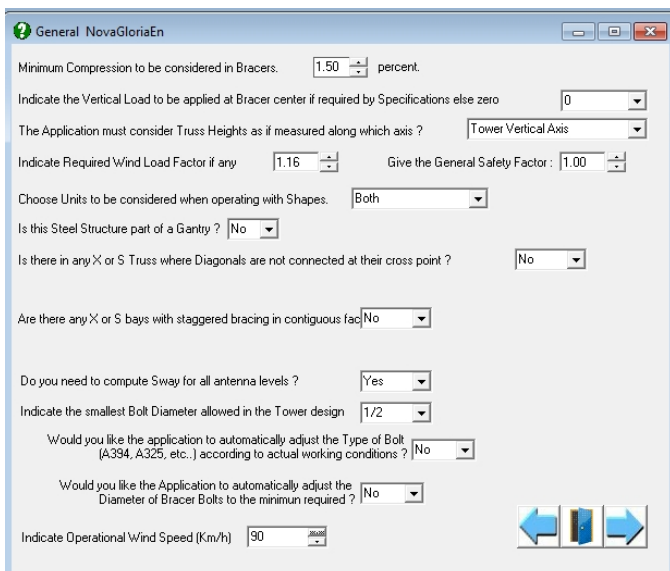 General NovaGloriaEn
Minimum Compression to be considered in Bracers. 1.50 percent.
Indicate the Vertical Load to be applied at Bracer center if required by Specifications else zero 0
The Application must consider Truss Heights as if measured along which axis ? Tower Vertical Axis
Indicate Required Wind Load Factor if any 1.16 Give the General Safety Factor : 1.00
Choose Units to be considered when operating with Shapes. Both
Is this Steel Structure part of a Gantry ? No
Is there in any X or S Truss where Diagonals are not connected at their cross point ? No
Are there any X or S bays with staggered bracing in contiguous fac No
Do you need to compute Sway for all antenna levels ? Yes
Indicate the smallest Bolt Diameter allowed in the Tower design 1/2
Would you like the application to automatically adjust the Type of Bolt
(A394, A325, etc..) according to actual working conditions ? No
Would you like the Application to automatically adjust the
Diameter of Bracer Bolts to the minimun required ? No
Indicate Operational Wind Speed (Km/h) 90